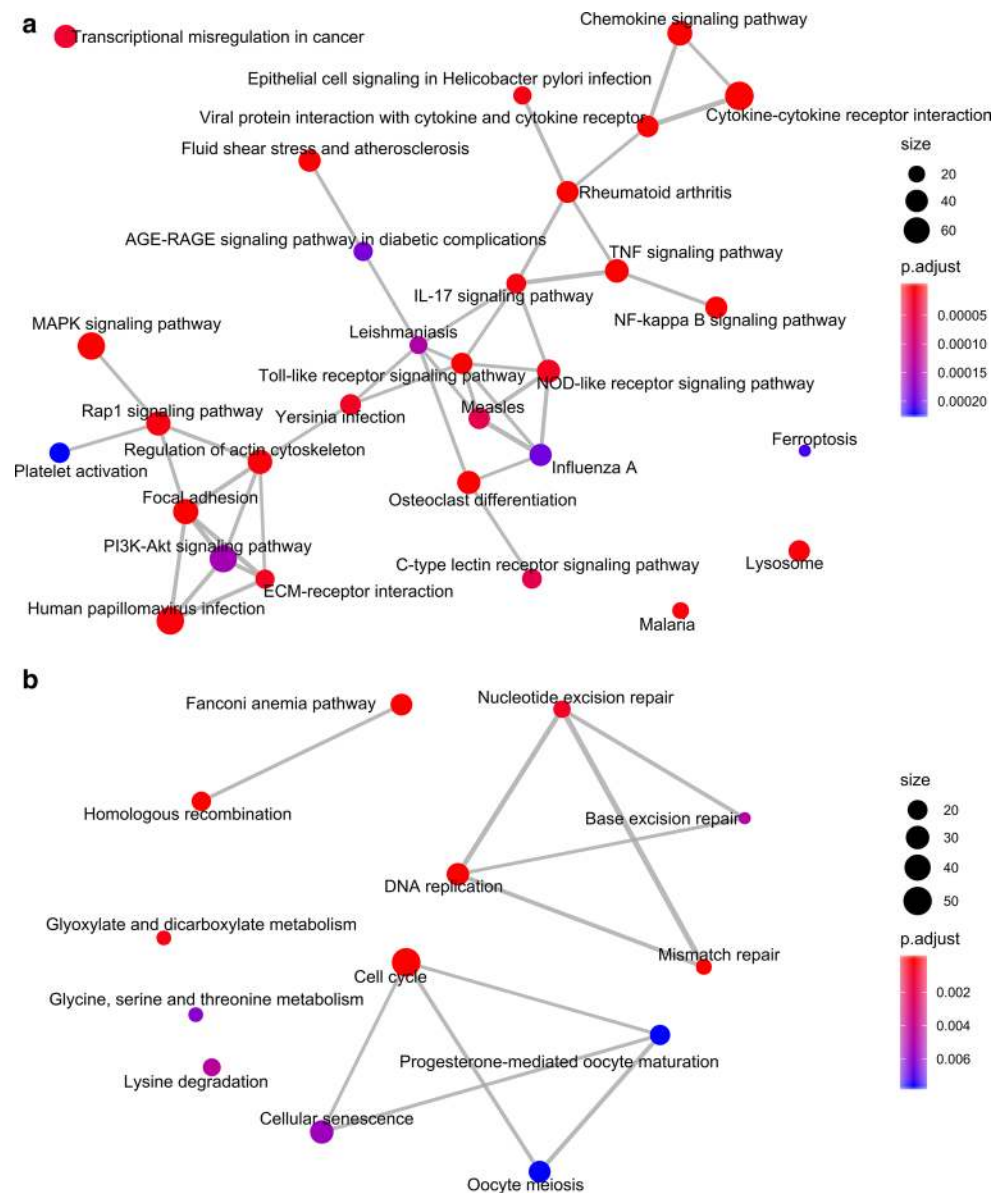 a
Transcriptional misregulation in cancer
Chemokine signaling pathway
Epithelial cell signaling in Helicobacter pylori infection
Viral protein interaction with cytokine and cytokine receptor
Cytokine-cytokine receptor interaction
Fluid shear stress and atherosclerosis
Rheumatoid arthritis
AGE-RAGE signaling pathway in diabetic complications
TNF signaling pathway
IL-17 signaling pathway
NF-kappa B signaling pathway
MAPK signaling pathway
Leishmaniasis
Toll-like receptor signaling pathway
NOD-like receptor signaling pathway
Rap1 signaling pathway
Yersinia infection
Measles
Regulation of actin cytoskeleton
Platelet activation
Influenza A
Ferroptosis
Focal adhesion
Osteoclast differentiation
PI3K-Akt signaling pathway
C-type lectin receptor signaling pathway
Lysosome
ECM-receptor interaction
Human papillomavirus infection
Malaria
size
20
40
60
p.adjust
0.00005
0.00010
0.00015
0.00020
b
Fanconi anemia pathway
Nucleotide excision repair
Homologous recombination
Base excision repair
DNA replication
Glyoxylate and dicarboxylate metabolism
Mismatch repair
Cell cycle
Glycine, serine and threonine metabolism
Progesterone-mediated oocyte maturation
Lysine degradation
Cellular senescence
Oocyte meiosis
size
20
30
40
50
p.adjust
0.002
0.004
0.006